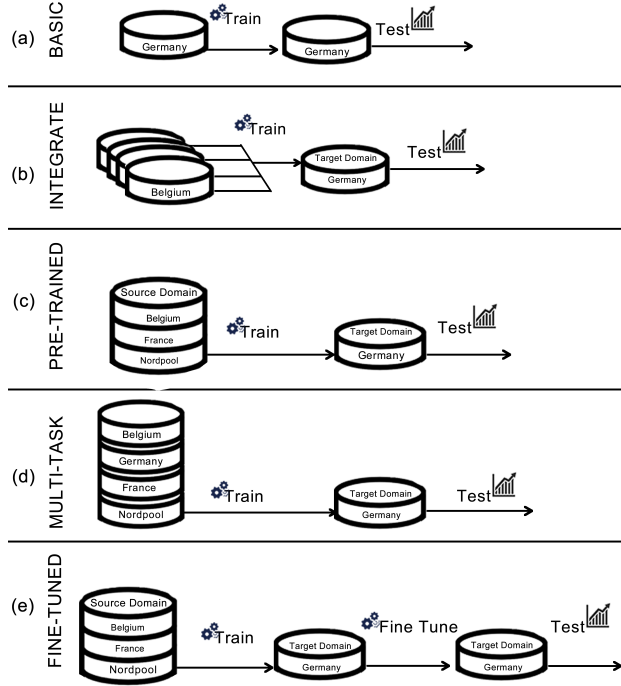 (a)
BASIC
Germany
Train
Germany
Test
(b)
INTEGRATE
Belgium
Train
Target Domain
Germany
Test
(c)
PRE-TRAINED
Source Domain
Belgium
France
Nordpool
Train
Target Domain
Germany
Test
(d)
MULTI-TASK
Belgium
Germany
France
Nordpool
Train
Target Domain
Germany
Test
(e)
FINE-TUNED
Source Domain
Belgium
France
Nordpool
Train
Target Domain
Germany
Fine Tune
Target Domain
Germany
Test